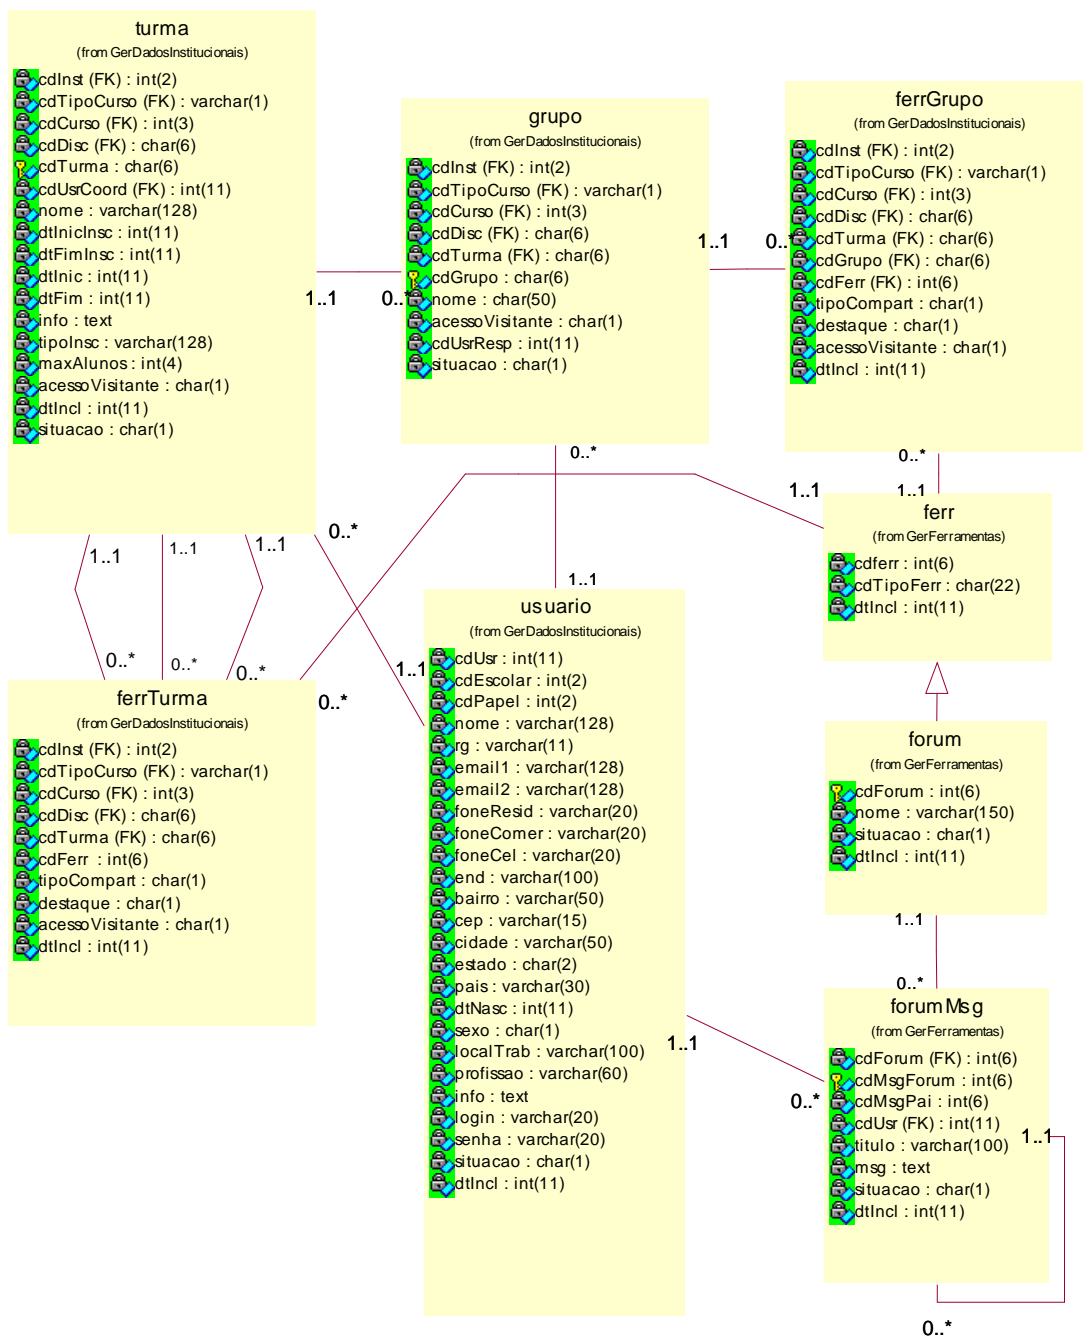 turma
(from GerDadosInstitucionais)
cdInst (FK) : int(2)
cdTipoCurso (FK) : varchar(1)
cdCurso (FK) : int(3)
cdDisc (FK) : char(6)
cdTurma : char(6)
cdUsrCoord (FK) : int(11)
nome : varchar(128)
dtInicInsc : int(11)
dtFimInsc : int(11)
dtInic : int(11)
dtFim : int(11)
info : text
tipoInsc : varchar(128)
maxAlunos : int(4)
acessoVisitante : char(1)
dtIncl : int(11)
situacao : char(1)
grupo
(from GerDadosInstitucionais)
cdInst (FK) : int(2)
cdTipoCurso (FK) : varchar(1)
cdCurso (FK) : int(3)
cdDisc (FK) : char(6)
cdTurma (FK) : char(6)
cdGrupo : char(6)
nome : char(50)
acessoVisitante : char(1)
cdUsrResp : int(11)
situacao : char(1)
ferrGrupo
(from GerDadosInstitucionais)
cdInst (FK) : int(2)
cdTipoCurso (FK) : varchar(1)
cdCurso (FK) : int(3)
cdDisc (FK) : char(6)
cdTurma (FK) : char(6)
cdGrupo (FK) : char(6)
cdFerr (FK) : int(6)
tipoCompart : char(1)
destaque : char(1)
acessoVisitante : char(1)
dtIncl : int(11)
1..1
0..*
1..1
0..*
0..*
1..1
0..*
1..1
ferr
(from GerFerramentas)
cdferr : int(6)
cdTipoFerr : char(22)
dtIncl : int(11)
1..1
0..*
1..1
1..1
1..1
0..*
1..1
0..*
0..*
0..*
1..1
0..*
ferrTurma
(from GerDadosInstitucionais)
cdInst (FK) : int(2)
cdTipoCurso (FK) : varchar(1)
cdCurso (FK) : int(3)
cdDisc (FK) : char(6)
cdTurma (FK) : char(6)
cdFerr : int(6)
tipoCompart : char(1)
destaque : char(1)
acessoVisitante : char(1)
dtIncl : int(11)
usuario
(from GerDadosInstitucionais)
cdUsr : int(11)
cdEscolar : int(2)
cdPapel : int(2)
nome : varchar(128)
rg : varchar(11)
email1 : varchar(128)
email2 : varchar(128)
foneResid : varchar(20)
foneComer : varchar(20)
foneCel : varchar(20)
end : varchar(100)
bairro : varchar(50)
cep : varchar(15)
cidade : varchar(50)
estado : char(2)
pais : varchar(30)
dtNasc : int(11)
sexo : char(1)
localTrab : varchar(100)
profissao : varchar(60)
info : text
login : varchar(20)
senha : varchar(20)
situacao : char(1)
dtIncl : int(11)
forum
(from GerFerramentas)
cdForum : int(6)
nome : varchar(150)
situacao : char(1)
dtIncl : int(11)
1..1
0..*
1..1
0..*
forumMsg
(from GerFerramentas)
cdForum (FK) : int(6)
cdMsgForum : int(6)
cdMsgPai : int(6)
cdUsr (FK) : int(11)
titulo : varchar(100)
msg : text
situacao : char(1)
dtIncl : int(11)
1..1
0..*